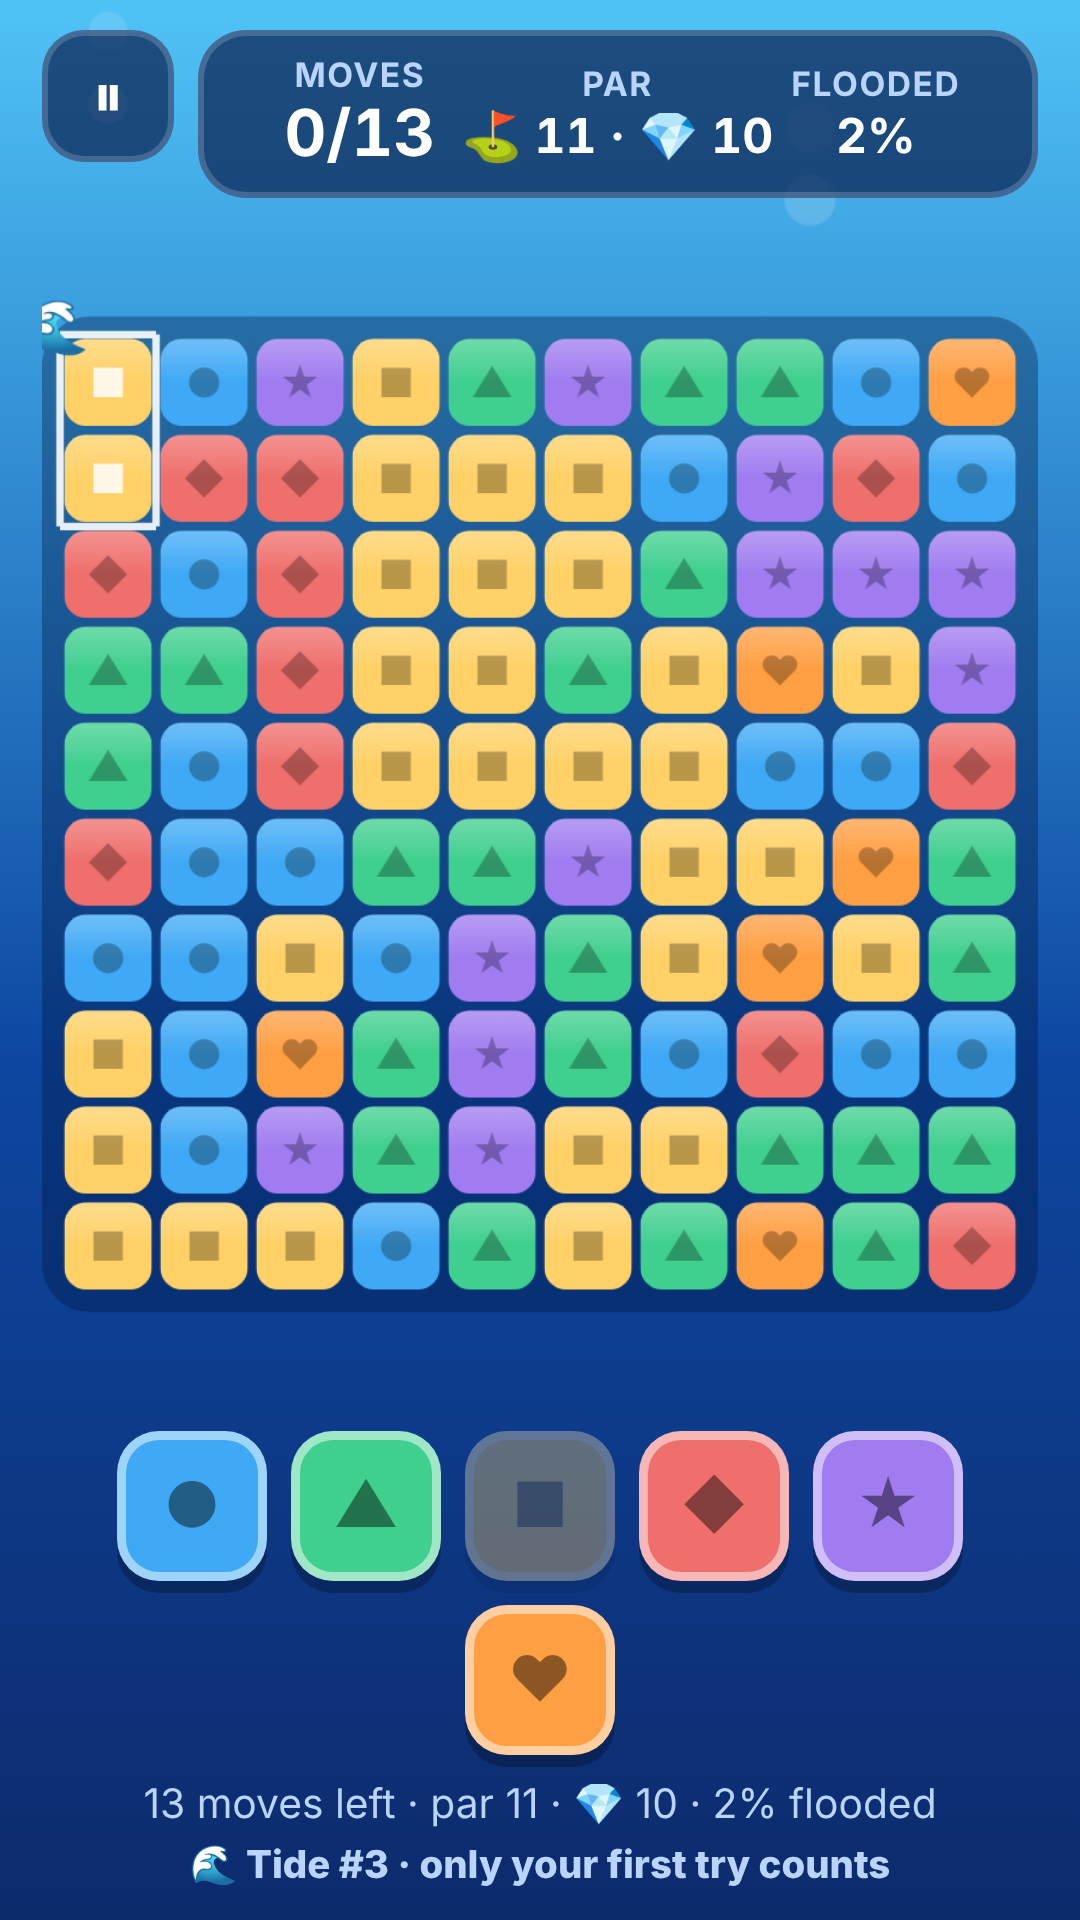 MOVES
0/13
PAR
⛳ 11 · 💎 10
FLOODED
2%
13 moves left · par 11 · 💎 10 · 2% flooded
🌊 Tide #3 · only your first try counts